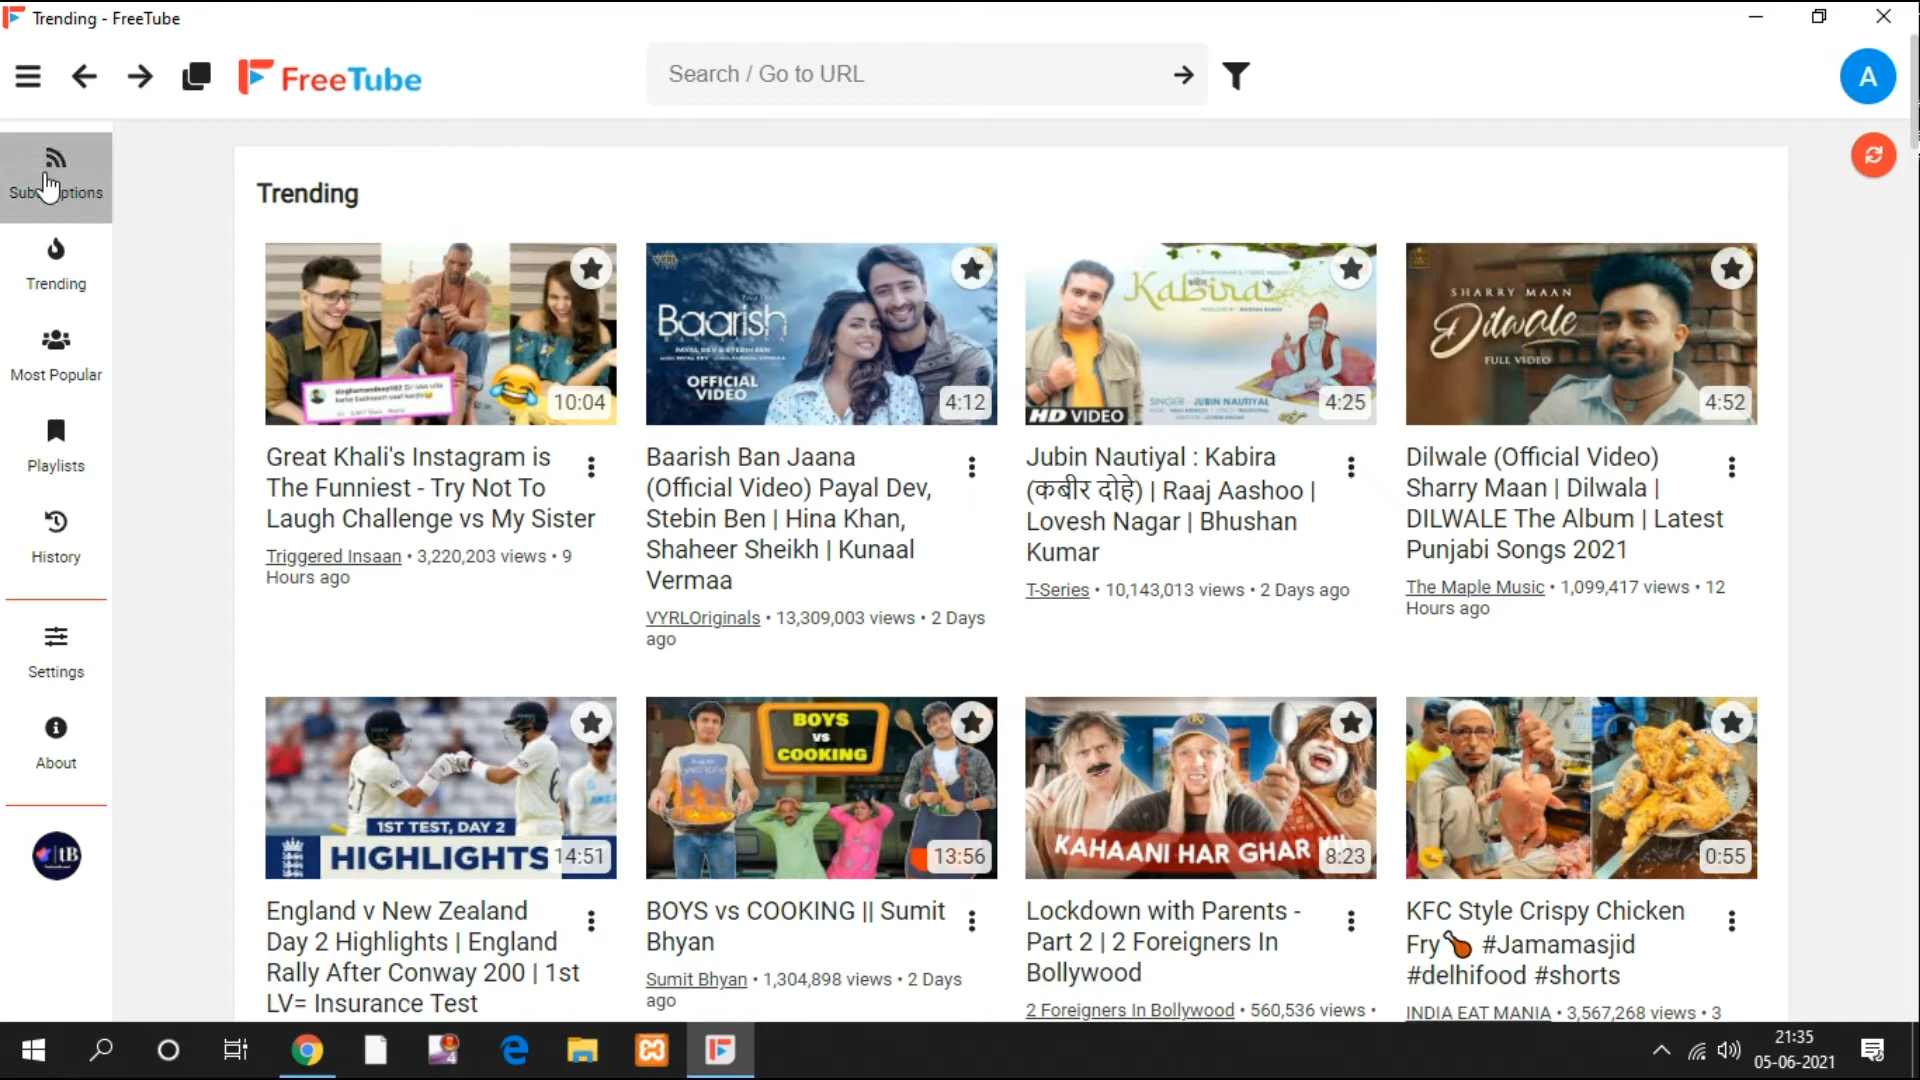 Trending - FreeTube
FreeTube
Search / Go to URL
A
Subscriptions
Trending
Most Popular
Playlists
History
Settings
About
tB
Trending
10:04
Baarish
OFFICIAL
VIDEO
4:12
Kabira
HD VIDEO
SINGER - JUBIN NAUTIYAL
4:25
SHARRY MAAN
Dilwale
FULL VIDEO
4:52
Great Khali's Instagram is
The Funniest - Try Not To
Laugh Challenge vs My Sister
Triggered Insaan • 3,220,203 views • 9
Hours ago
Baarish Ban Jaana
(Official Video) Payal Dev,
Stebin Ben | Hina Khan,
Shaheer Sheikh | Kunaal
Vermaa
VYRLOriginals • 13,309,003 views • 2 Days
ago
Jubin Nautiyal : Kabira
(कबीर दोहे) | Raaj Aashoo |
Lovesh Nagar | Bhushan
Kumar
T-Series • 10,143,013 views • 2 Days ago
Dilwale (Official Video)
Sharry Maan | Dilwala |
DILWALE The Album | Latest
Punjabi Songs 2021
The Maple Music • 1,099,417 views • 12
Hours ago
1ST TEST, DAY 2
HIGHLIGHTS
14:51
BOYS
VS
COOKING
13:56
KAHAANI HAR GHAR
8:23
0:55
England v New Zealand
Day 2 Highlights | England
Rally After Conway 200 | 1st
LV= Insurance Test
BOYS vs COOKING || Sumit
Bhyan
Sumit Bhyan • 1,304,898 views • 2 Days
ago
Lockdown with Parents -
Part 2 | 2 Foreigners In
Bollywood
2 Foreigners In Bollywood • 560,536 views •
KFC Style Crispy Chicken
Fry🍗 #Jamamasjid
#delhifood #shorts
INDIA EAT MANIA • 3,567,268 views • 3
4
21:35
05-06-2021